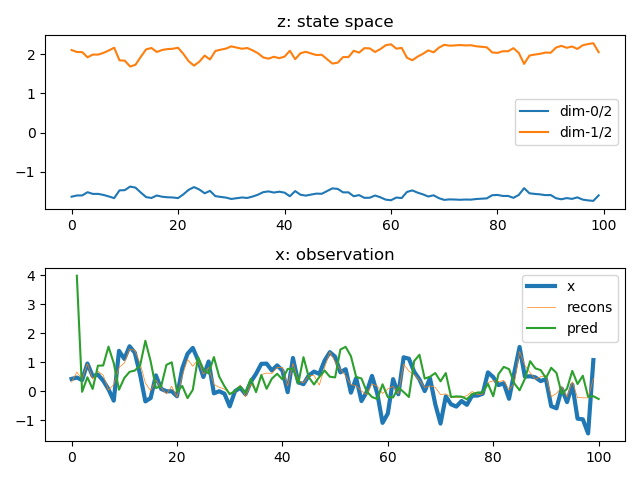 z: state space
2
1
0
−1
dim-0/2
dim-1/2
0 20 40 60 80 100
x: observation
4
3
2
1
0
−1
x
recons
pred
0 20 40 60 80 100